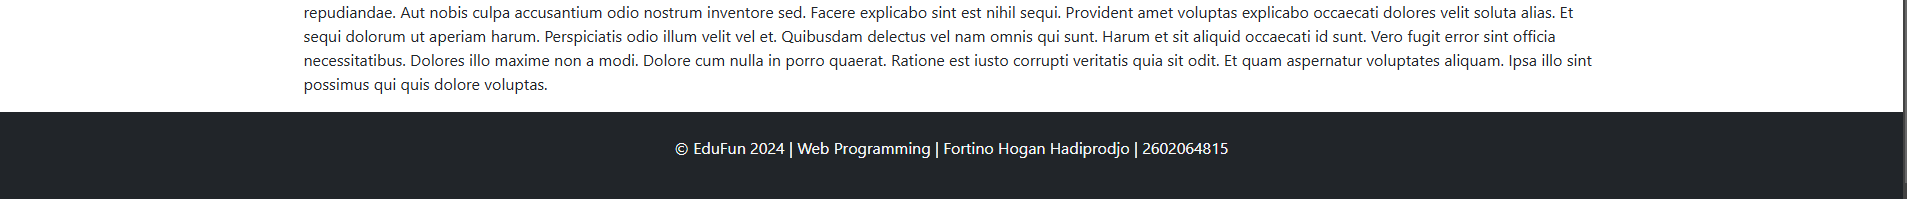 repudiandae. Aut nobis culpa accusantium odio nostrum inventore sed. Facere explicabo sint est nihil sequi. Provident amet voluptas explicabo occaecati dolores velit soluta alias. Et
sequi dolorum ut aperiam harum. Perspiciatis odio illum velit vel et. Quibusdam delectus vel nam omnis qui sunt. Harum et sit aliquid occaecati id sunt. Vero fugit error sint officia
necessitatibus. Dolores illo maxime non a modi. Dolore cum nulla in porro quaerat. Ratione est iusto corrupti veritatis quia sit odit. Et quam aspernatur voluptates aliquam. Ipsa illo sint
possimus qui quis dolore voluptas.
© EduFun 2024 | Web Programming | Fortino Hogan Hadiprodjo | 2602064815